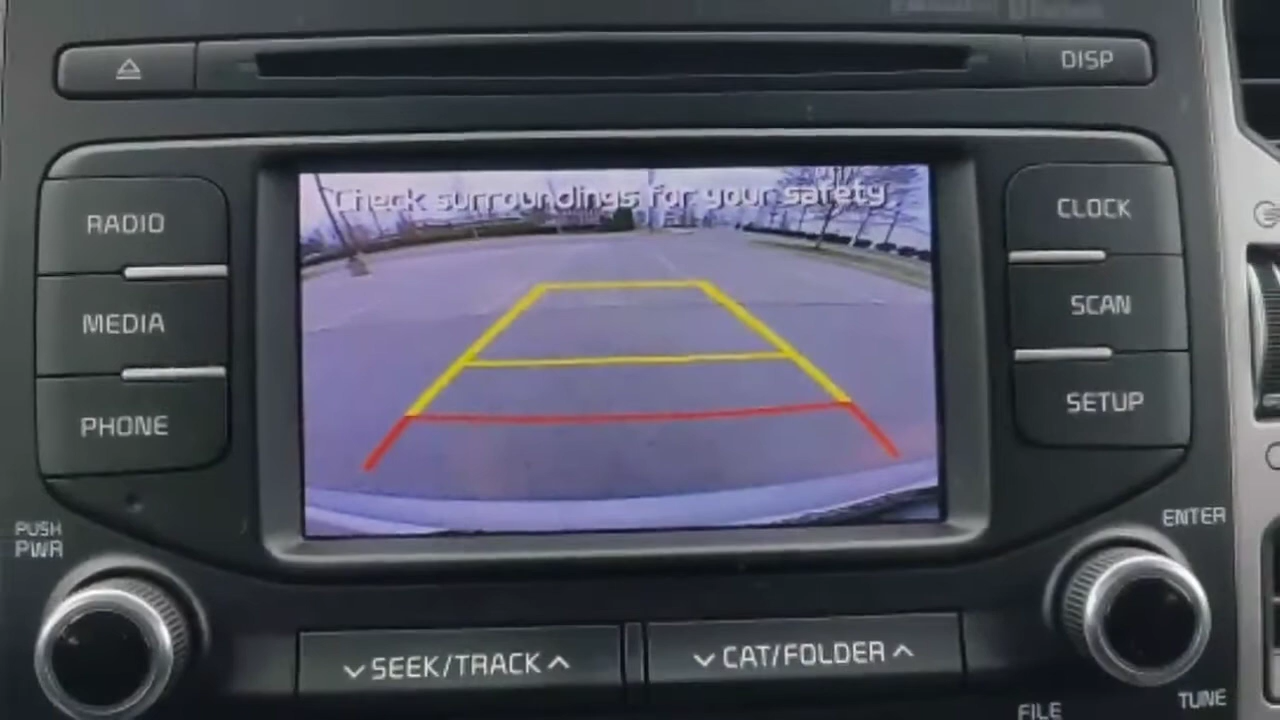 DISP
Check surroundings for your safety
RADIO
MEDIA
PHONE
CLOCK
SCAN
SETUP
PUSH
PWR
ENTER
SEEK/TRACK
CAT/FOLDER
FILE
TUNE